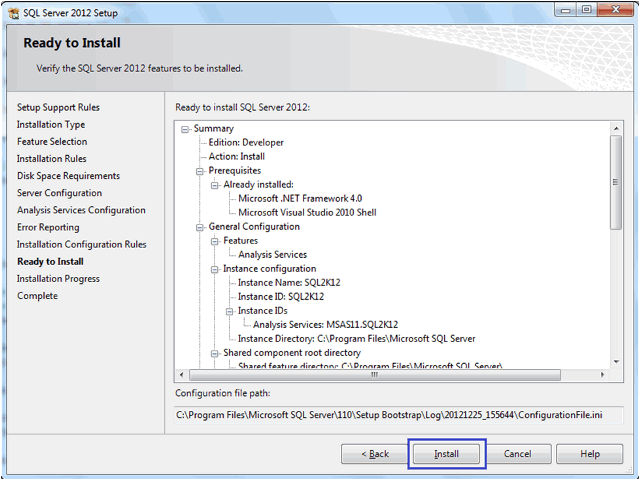 SQL Server 2012 Setup
Ready to Install
Verify the SQL Server 2012 features to be installed.
Setup Support Rules
Installation Type
Feature Selection
Installation Rules
Disk Space Requirements
Server Configuration
Analysis Services Configuration
Error Reporting
Installation Configuration Rules
Ready to Install
Installation Progress
Complete
Ready to install SQL Server 2012:
Summary
Edition: Developer
Action: Install
Prerequisites
Already installed:
Microsoft .NET Framework 4.0
Microsoft Visual Studio 2010 Shell
General Configuration
Features
Analysis Services
Instance configuration
Instance Name: SQL2K12
Instance ID: SQL2K12
Instance IDs
Analysis Services: MSAS11.SQL2K12
Instance Directory: C:\Program Files\Microsoft SQL Server
Shared component root directory
Shared feature directory: C:\Program Files\Microsoft SQL Server\
Configuration file path:
C:\Program Files\Microsoft SQL Server\110\Setup Bootstrap\Log\20121225_155644\ConfigurationFile.ini
< Back
Install
Cancel
Help